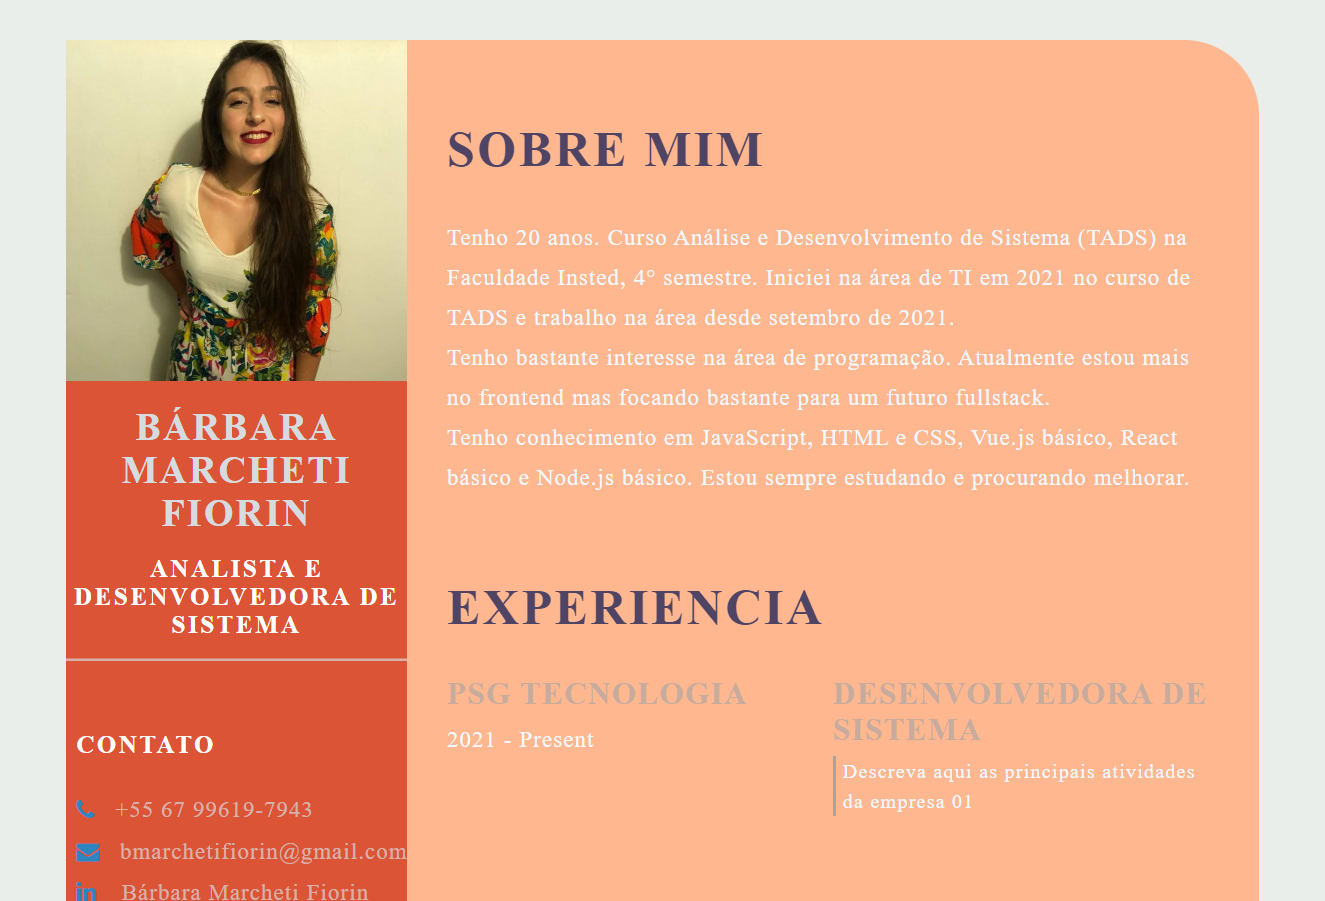 BÁRBARA
MARCHETI
FIORIN
ANALISTA E
DESENVOLVEDORA DE
SISTEMA
CONTATO
+55 67 99619-7943
bmarchetifiorin@gmail.com
Bárbara Marcheti Fiorin
SOBRE MIM
Tenho 20 anos. Curso Análise e Desenvolvimento de Sistema (TADS) na
Faculdade Insted, 4° semestre. Iniciei na área de TI em 2021 no curso de
TADS e trabalho na área desde setembro de 2021.
Tenho bastante interesse na área de programação. Atualmente estou mais
no frontend mas focando bastante para um futuro fullstack.
Tenho conhecimento em JavaScript, HTML e CSS, Vue.js básico, React
básico e Node.js básico. Estou sempre estudando e procurando melhorar.
EXPERIENCIA
PSG TECNOLOGIA
2021 - Present
DESENVOLVEDORA DE
SISTEMA
Descreva aqui as principais atividades
da empresa 01